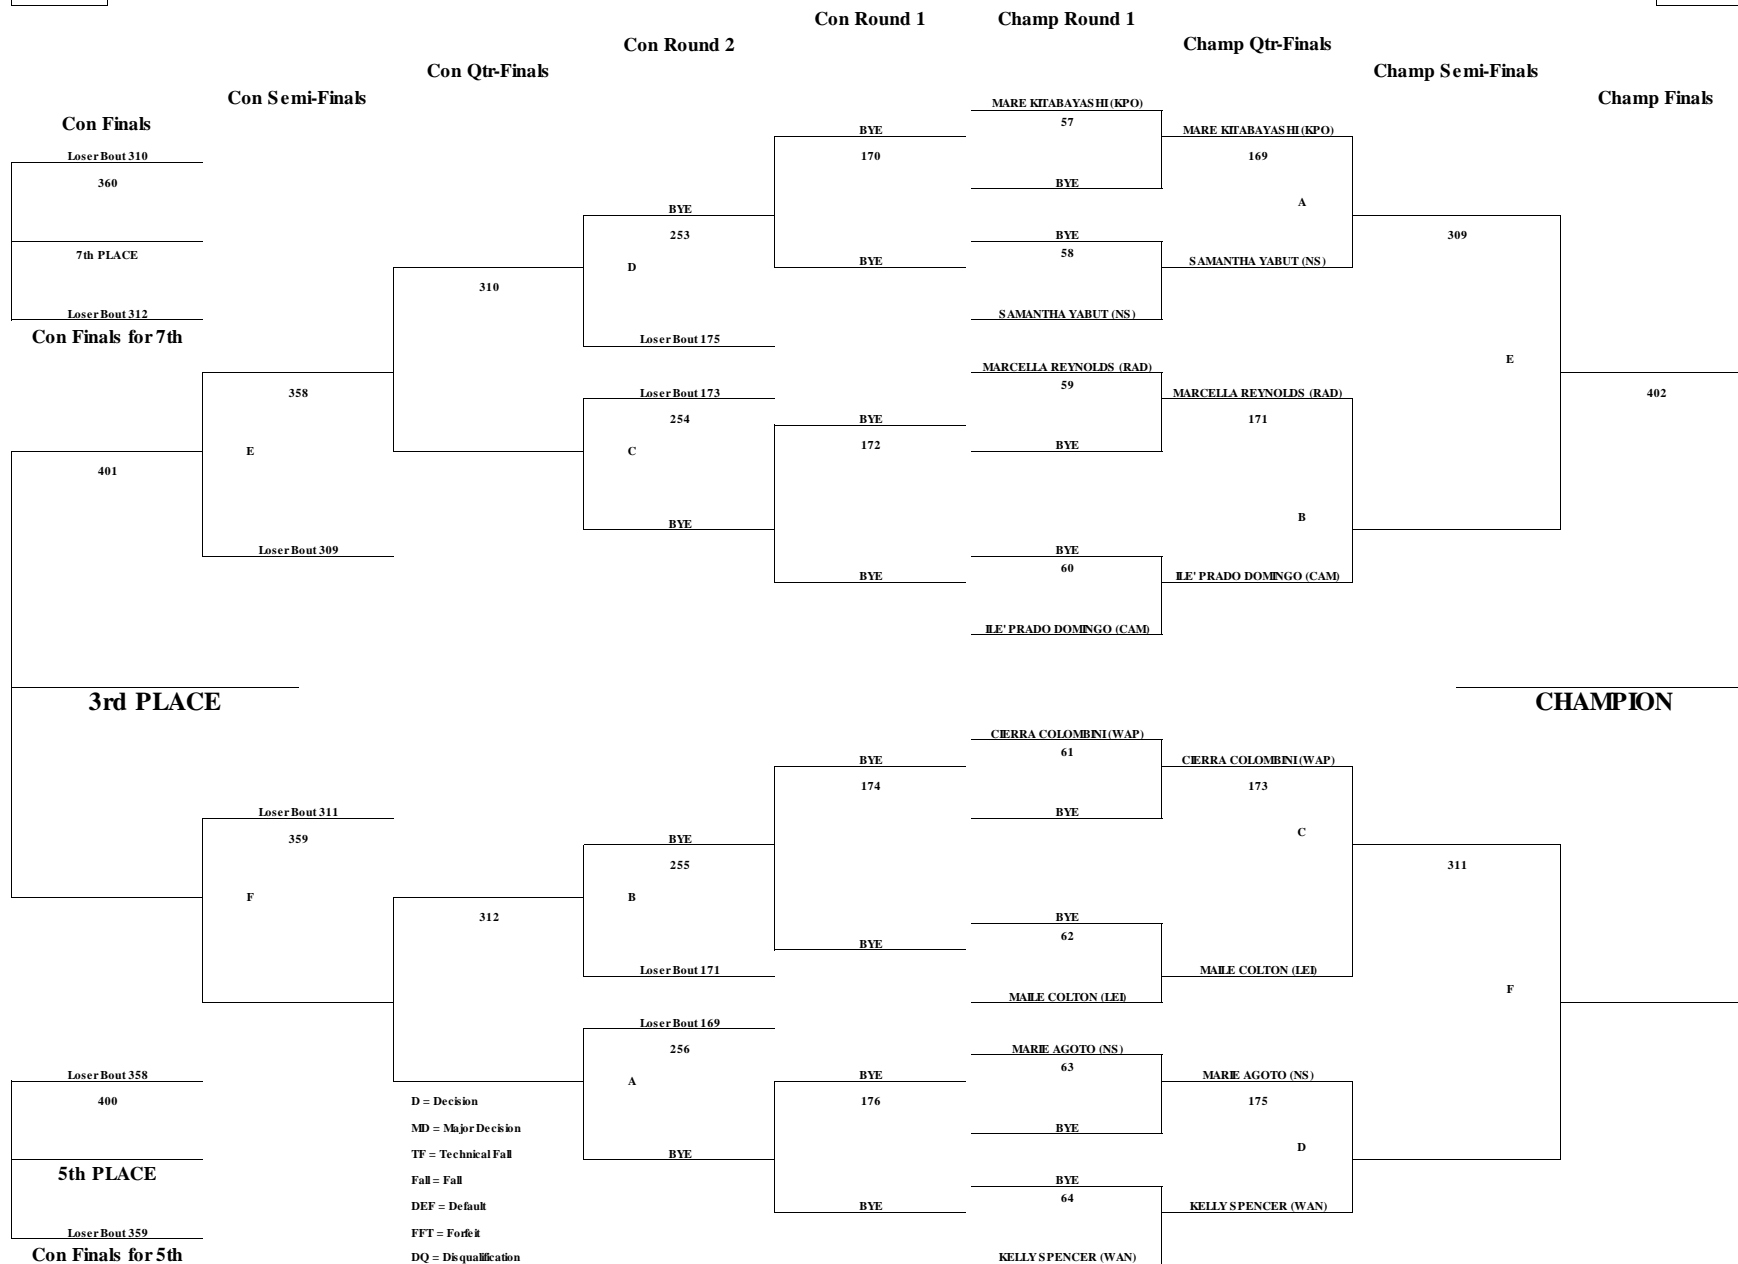 Con Round 1
Champ Round 1
Con Round 2
Champ Qtr-Finals
Con Qtr-Finals
Champ Semi-Finals
Con Semi-Finals
Champ Finals
Con Finals
MARE KITABAYASHI (KPO)
57
BYE
MARE KITABAYASHI (KPO)
Loser Bout 310
170
169
360
BYE
A
BYE
BYE
253
309
7th PLACE
58
D
BYE
SAMANTHA YABUT (NS)
310
Loser Bout 312
SAMANTHA YABUT (NS)
Con Finals for 7th
Loser Bout 175
E
MARCELLA REYNOLDS (RAD)
59
358
Loser Bout 173
MARCELLA REYNOLDS (RAD)
402
254
BYE
171
E
C
172
BYE
401
B
BYE
Loser Bout 309
BYE
60
BYE
ILE' PRADO DOMINGO (CAM)
ILE' PRADO DOMINGO (CAM)
3rd PLACE
CHAMPION
CIERRA COLOMBINI (WAP)
61
BYE
CIERRA COLOMBINI (WAP)
174
173
Loser Bout 311
BYE
359
BYE
C
255
311
F
B
312
BYE
62
BYE
Loser Bout 171
MAILE COLTON (LEI)
F
MAILE COLTON (LEI)
Loser Bout 169
256
MARIE AGOTO (NS)
63
Loser Bout 358
A
BYE
MARIE AGOTO (NS)
400
D = Decision
176
175
MD = Major Decision
BYE
TF = Technical Fall
BYE
D
5th PLACE
Fall = Fall
BYE
64
DEF = Default
BYE
KELLY SPENCER (WAN)
Loser Bout 359
FFT = Forfeit
Con Finals for 5th
DQ = Disqualification
KELLY SPENCER (WAN)